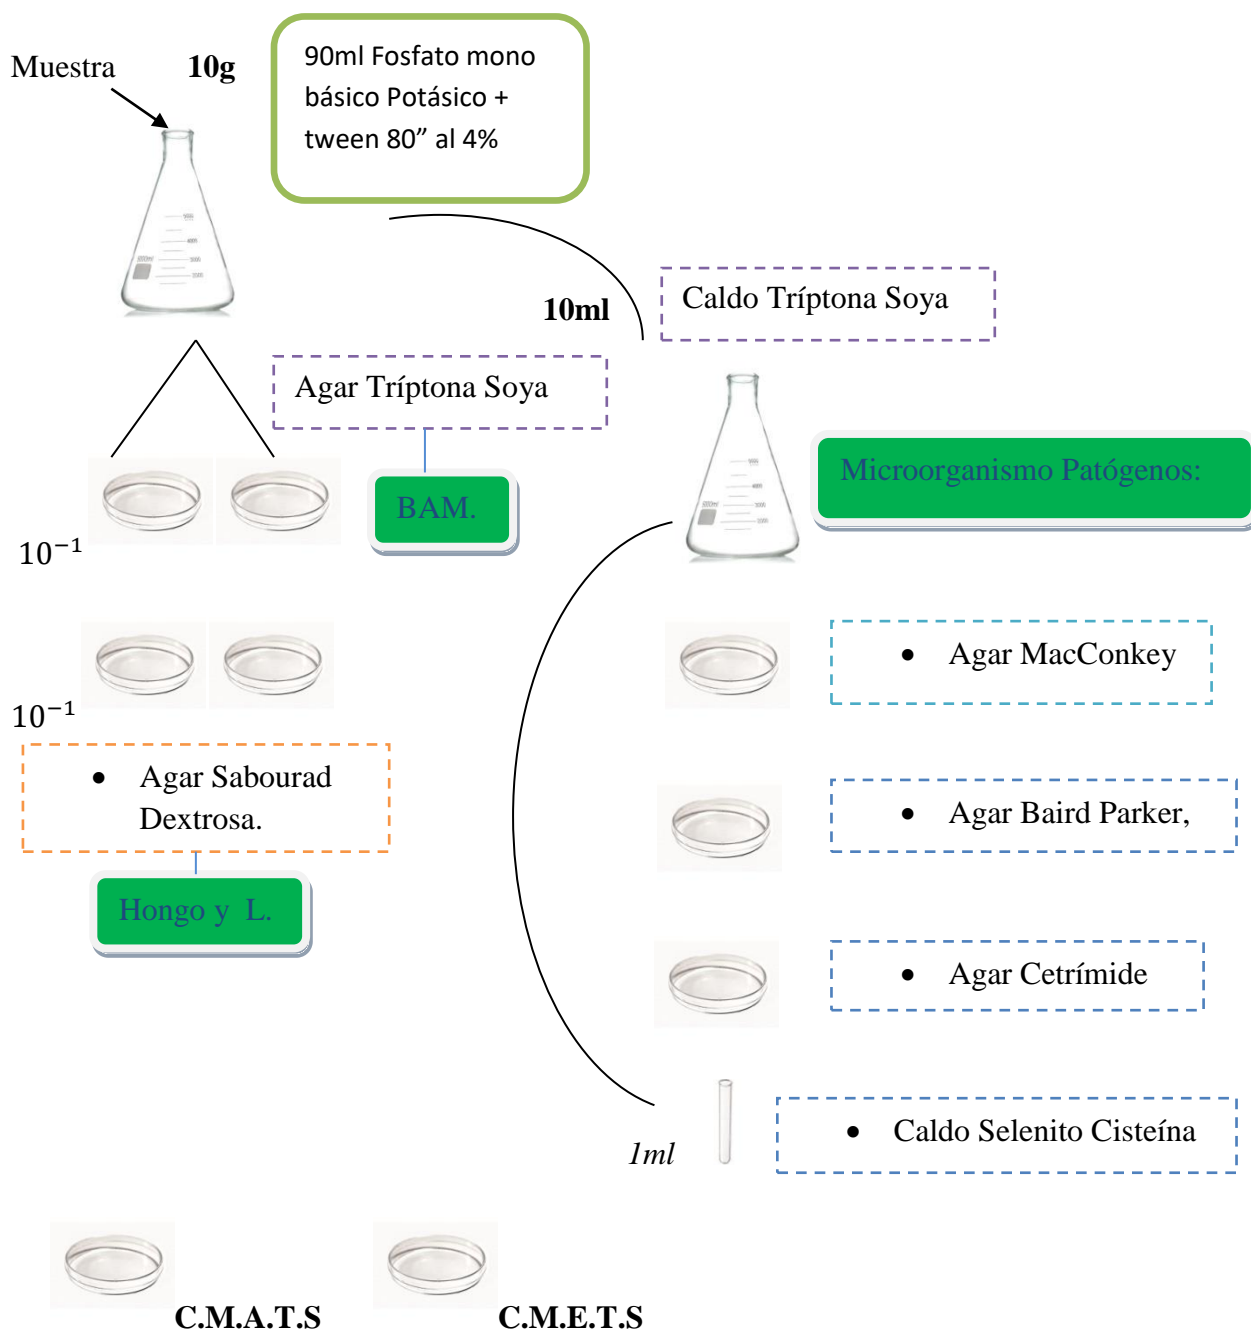 Muestra
10g
90ml Fosfato mono
básico Potásico +
tween 80” al 4%
10ml
Caldo Tríptona Soya
Agar Tríptona Soya
BAM.
10⁻¹
Microorganismo Patógenos:
10⁻¹
• Agar Sabourad
Dextrosa.
Hongo y L.
• Agar MacConkey
• Agar Baird Parker,
• Agar Cetrímide
1ml
• Caldo Selenito Cisteína
C.M.A.T.S
C.M.E.T.S